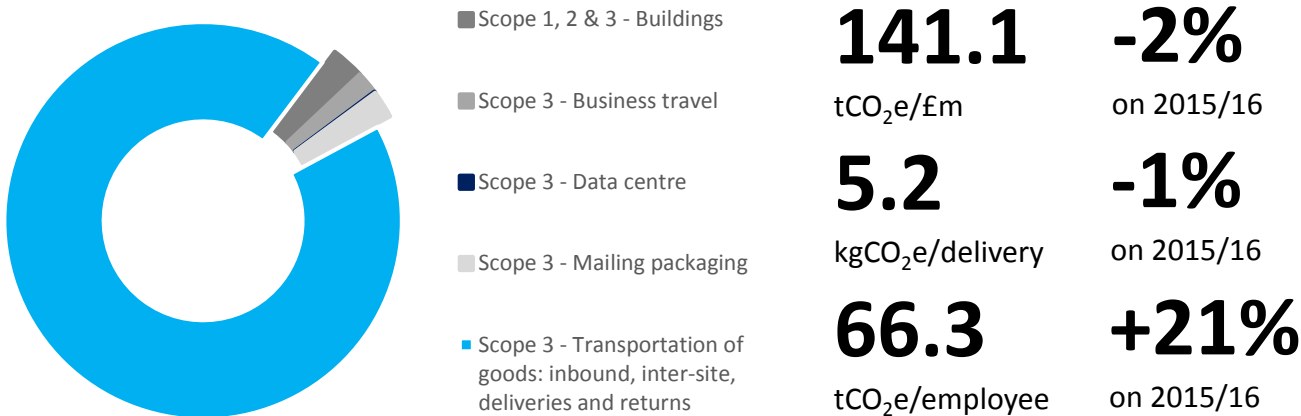 Scope 1, 2 & 3 - Buildings
Scope 3 - Business travel
Scope 3 - Data centre
Scope 3 - Mailing packaging
Scope 3 - Transportation of
goods: inbound, inter-site,
deliveries and returns
141.1
tCO₂e/£m
-2%
on 2015/16
5.2
kgCO₂e/delivery
-1%
on 2015/16
66.3
tCO₂e/employee
+21%
on 2015/16